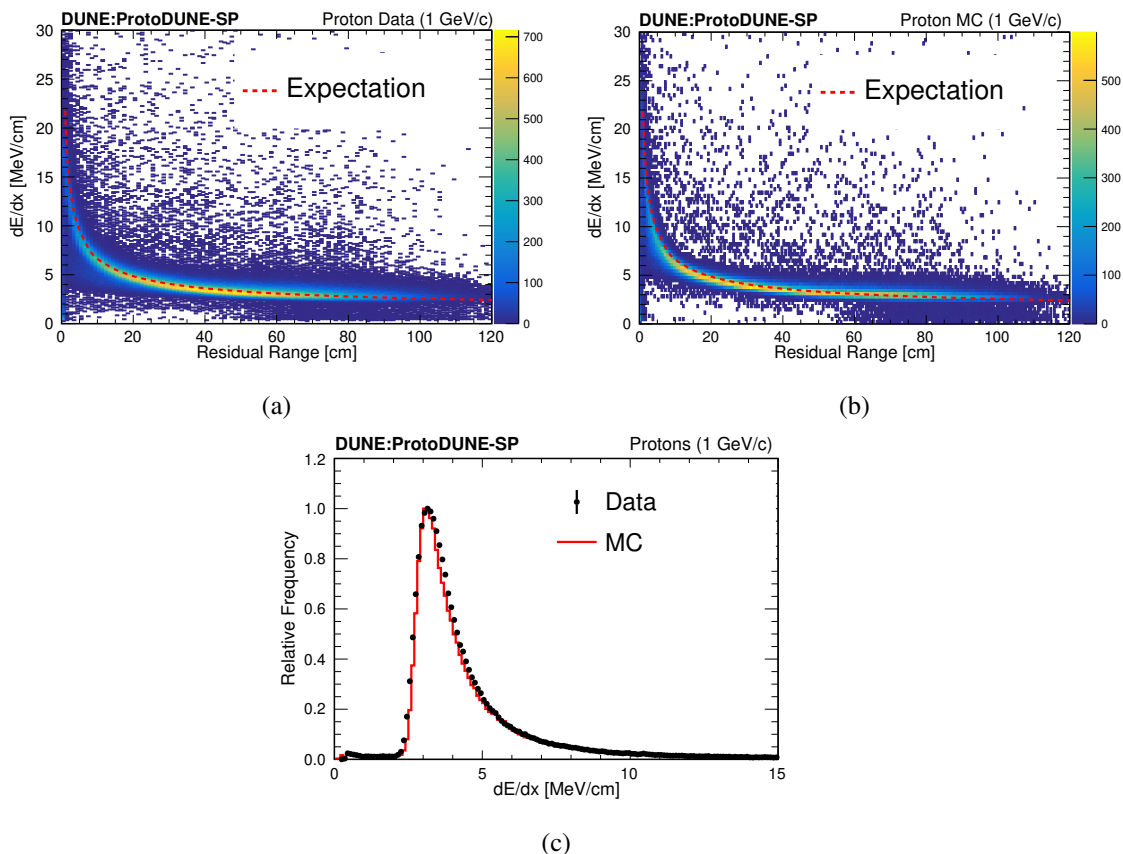 DUNE:ProtoDUNE-SP Proton Data (1 GeV/c)
30
25
20
15
10
5
0
dE/dx [MeV/cm]
Expectation
0 20 40 60 80 100 120
Residual Range [cm]
700
600
500
400
300
200
100
0
(a)
DUNE:ProtoDUNE-SP Proton MC (1 GeV/c)
30
25
20
15
10
5
0
dE/dx [MeV/cm]
Expectation
0 20 40 60 80 100 120
Residual Range [cm]
500
400
300
200
100
0
(b)
DUNE:ProtoDUNE-SP Protons (1 GeV/c)
1.2
1.0
0.8
0.6
0.4
0.2
0.0
Relative Frequency
Data
MC
0 5 10 15
dE/dx [MeV/cm]
(c)